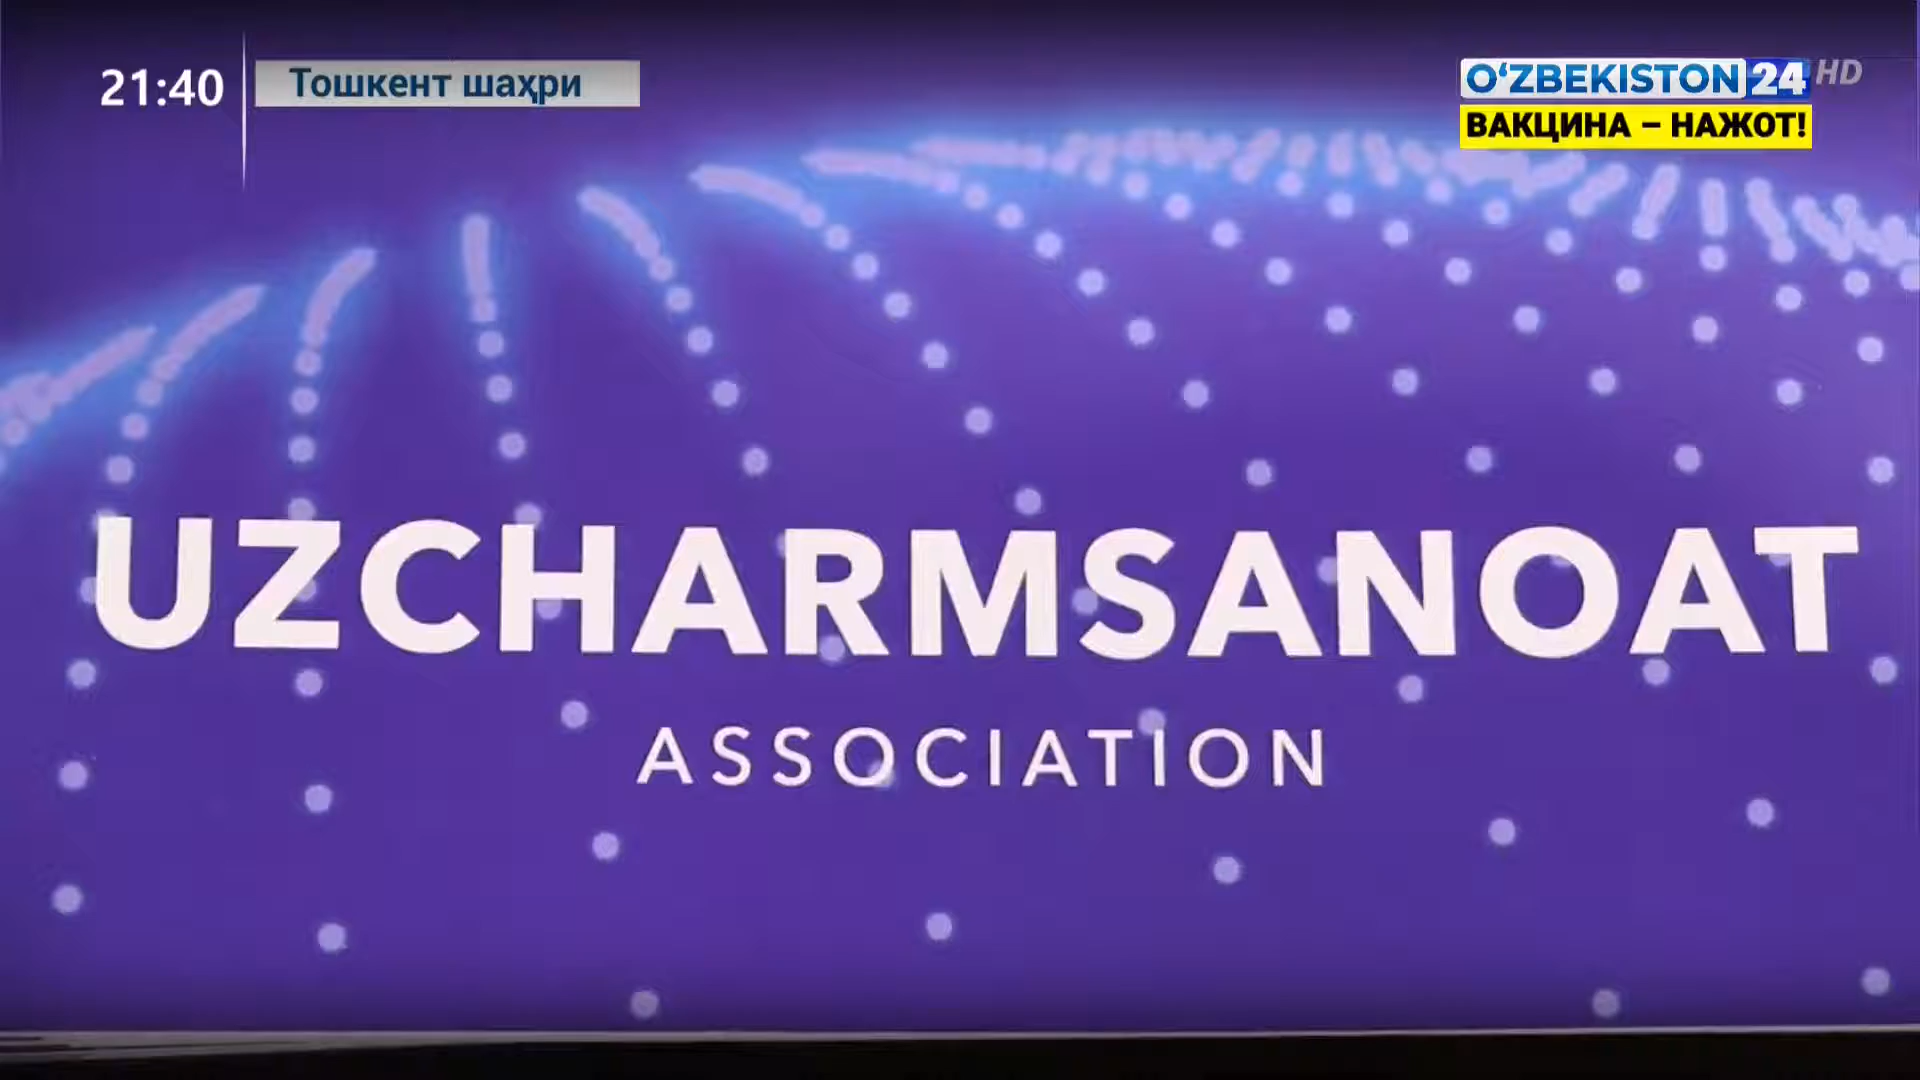 21:40
Тошкент шаҳри
O‘ZBEKISTON 24 HD
ВАКЦИНА – НАЖОТ!
UZCHARMSANOAT
ASSOCIATION